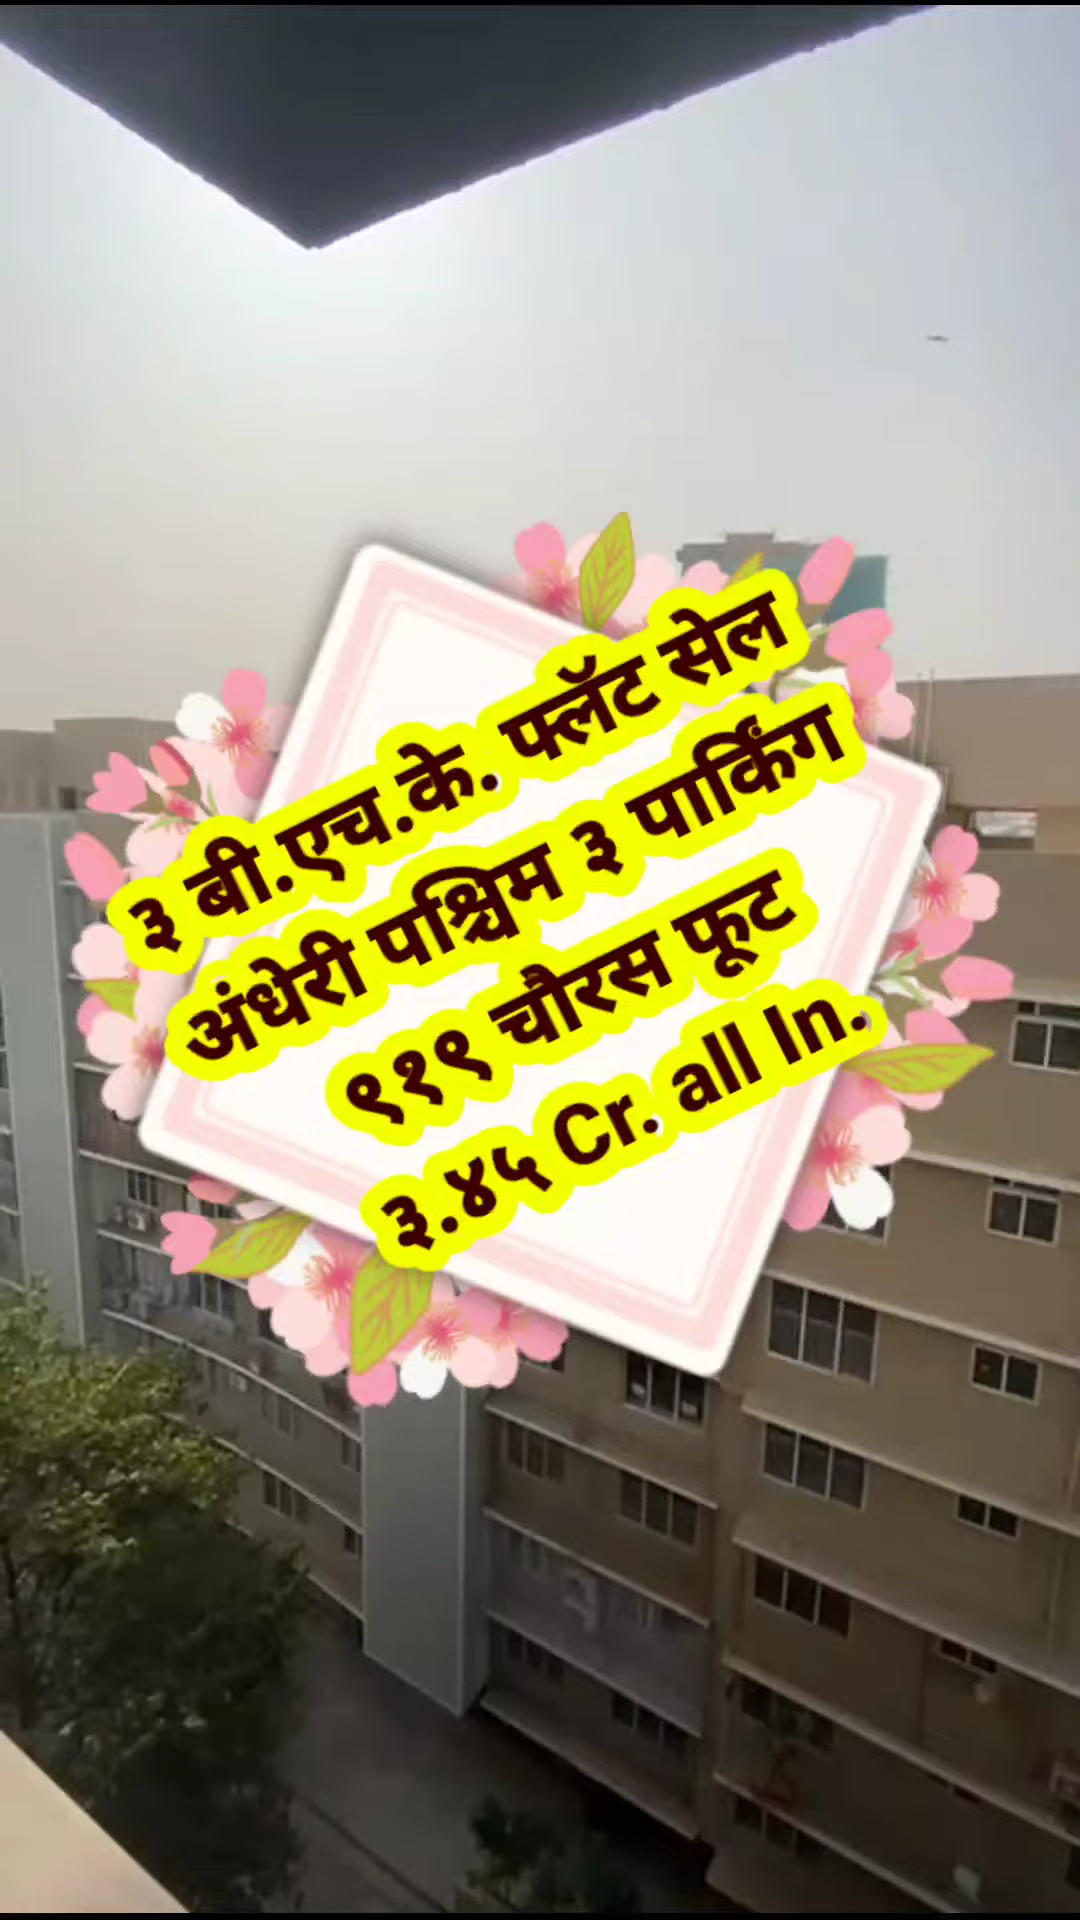 ३ बी.एच.के. फ्लॅट सेल
अंधेरी पश्चिम ३ पार्किंग
९१९ चौरस फूट
३.४५ Cr. all In.